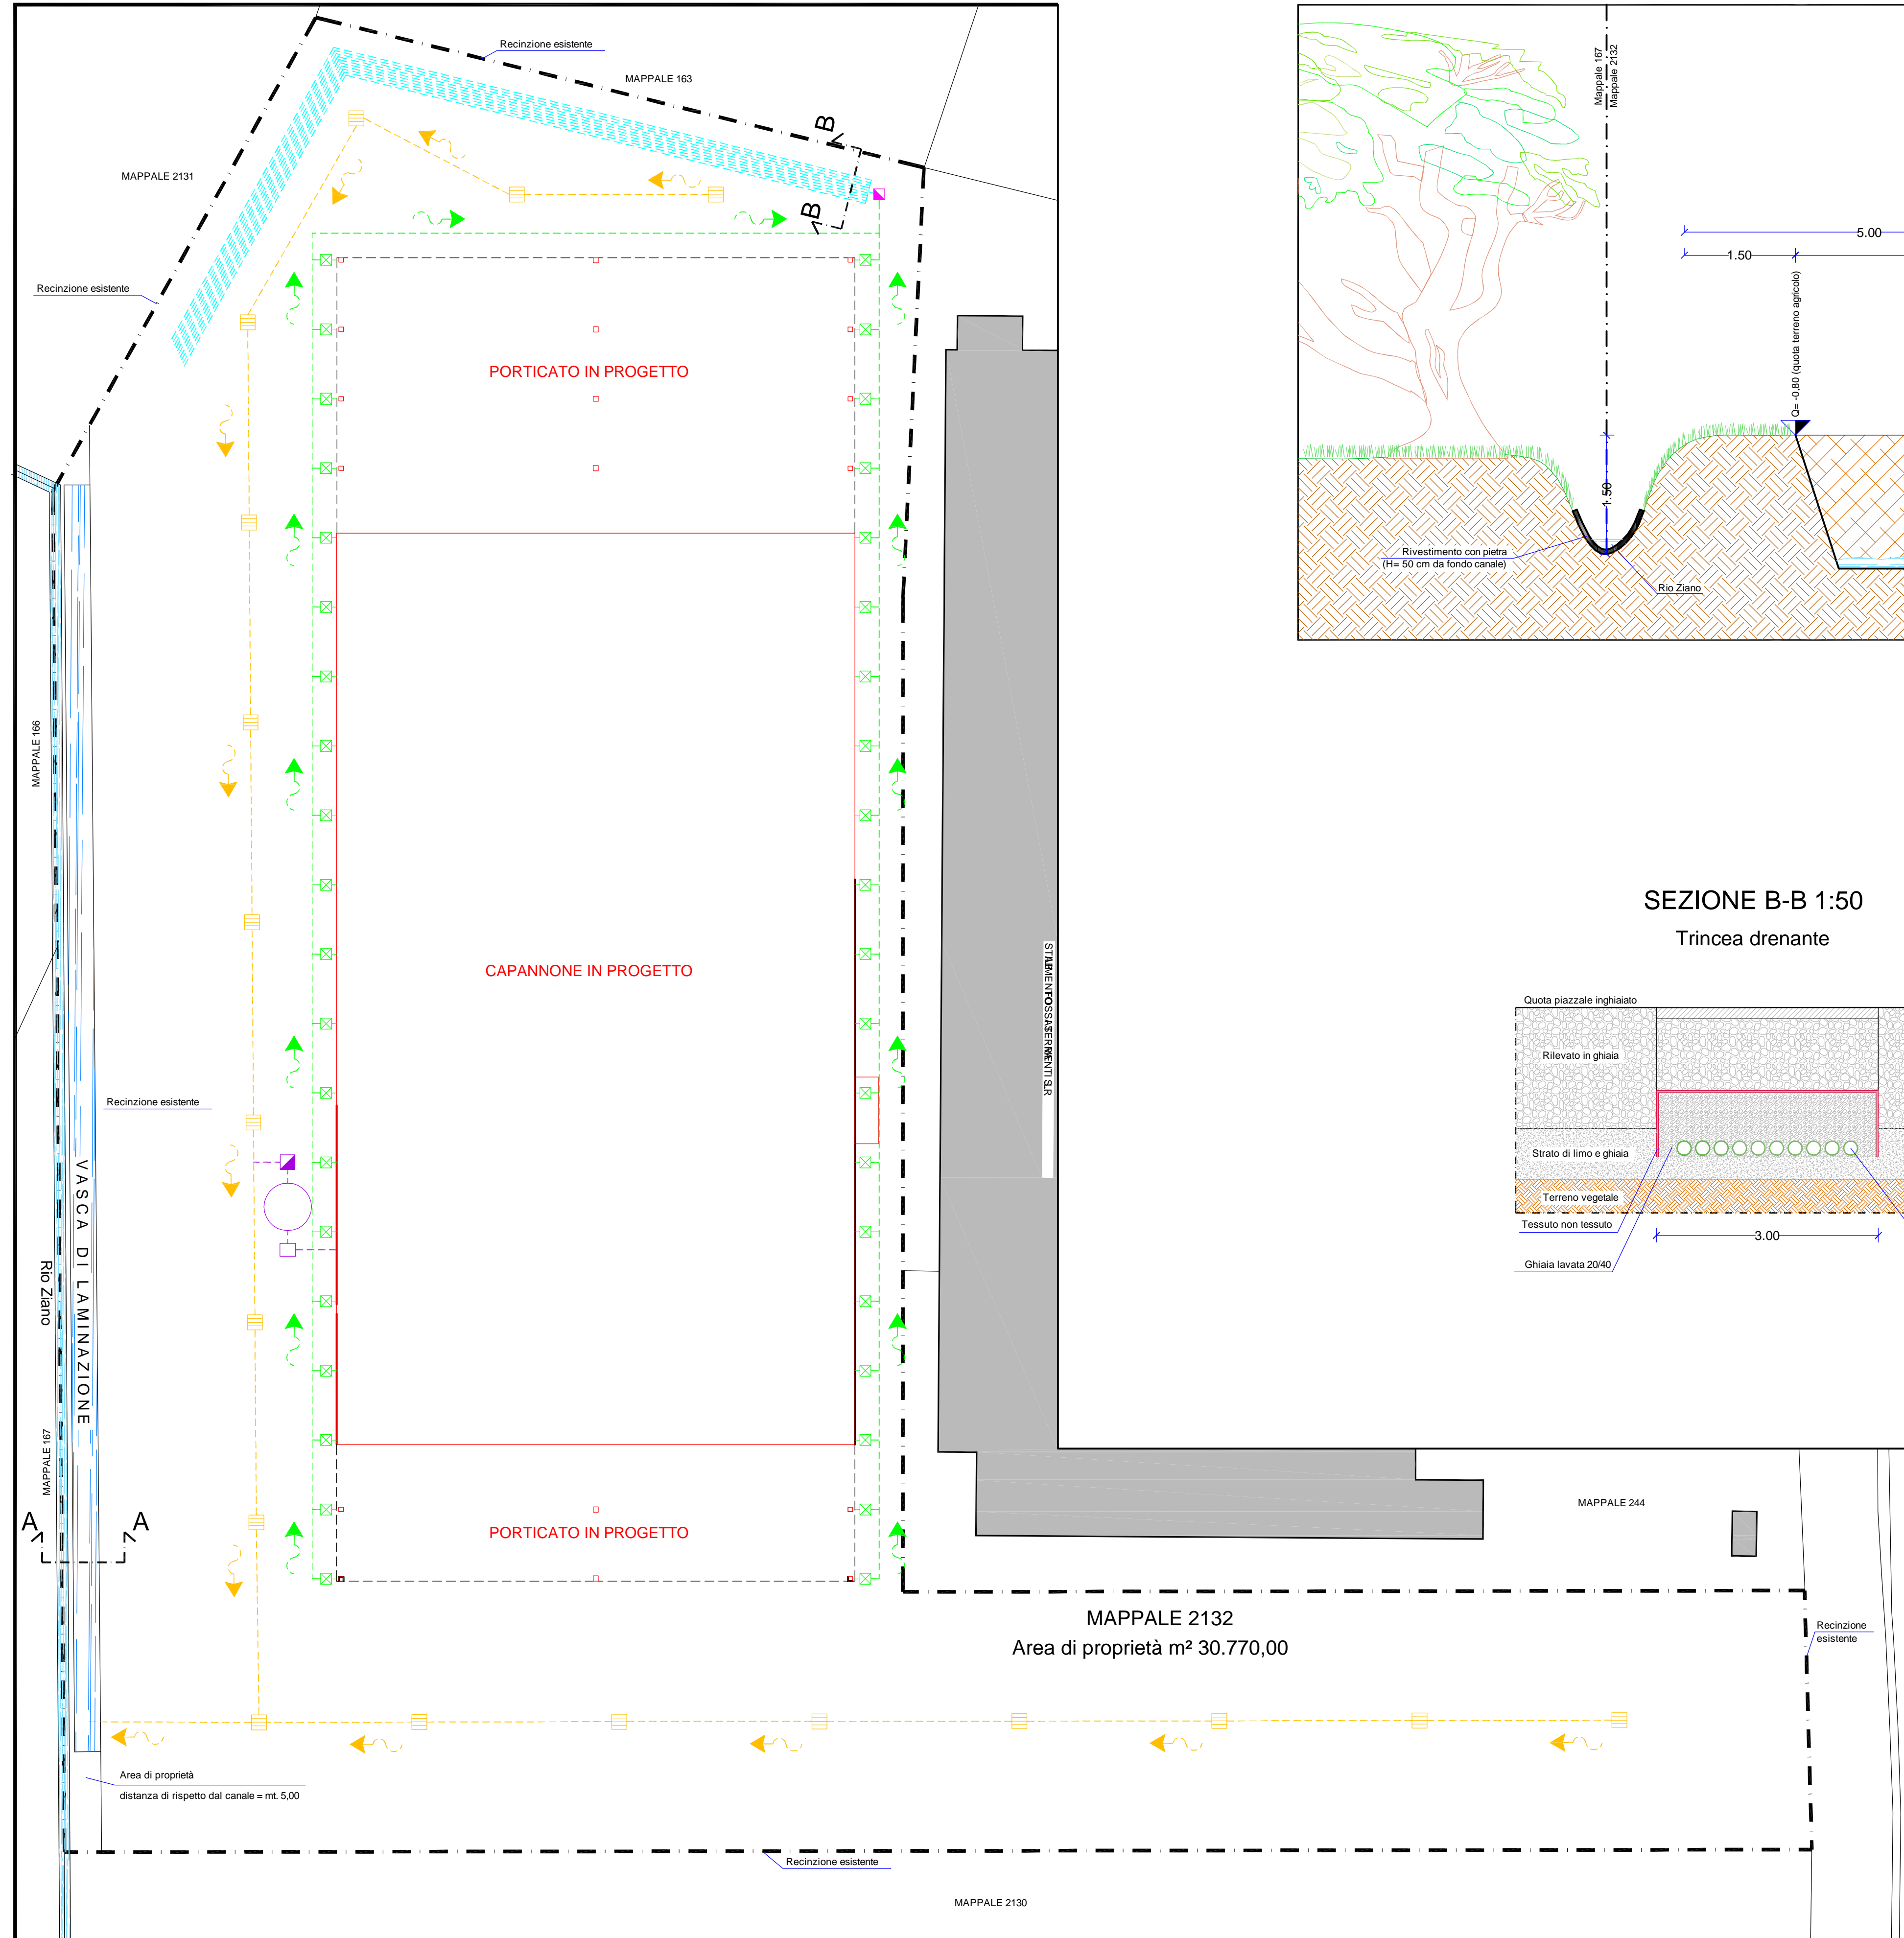 Recinzione esistente
MAPPALE 163
B
B
MAPPALE 2131
Recinzione esistente
PORTICATO IN PROGETTO
MAPPALE 166
CAPANNONE IN PROGETTO
Recinzione esistente
VASCA DI LAMINAZIONE
Rio Ziano
MAPPALE 167
A
A
PORTICATO IN PROGETTO
MAPPALE 244
MAPPALE 2132
Area di proprietà m² 30.770,00
Recinzione
esistente
Area di proprietà
distanza di rispetto dal canale = mt. 5,00
Recinzione esistente
MAPPALE 2130
Mappale 167
Mappale 2132
5.00
1.50
Q= -0,80 (quota terreno agricolo)
1.50
Rivestimento con pietra
(H= 50 cm da fondo canale)
Rio Ziano
SEZIONE B-B 1:50
Trincea drenante
Quota piazzale inghiaiato
Rilevato in ghiaia
Strato di limo e ghiaia
Terreno vegetale
Tessuto non tessuto
3.00
Ghiaia lavata 20/40